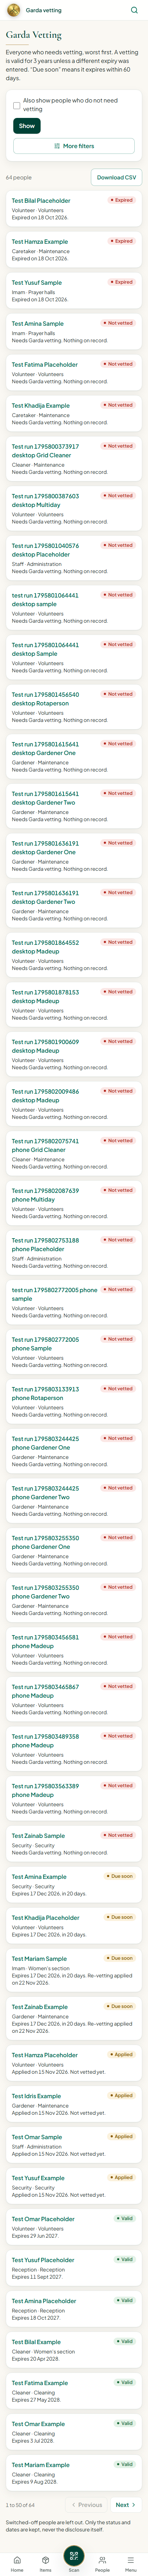 Garda vetting
Garda Vetting
Everyone who needs vetting, worst first. A vetting
is valid for 3 years unless a different expiry was
entered. "Due soon" means it expires within 60
days.
Also show people who do not need
vetting
Show
More filters
64 people
Download CSV
Test Bilal Placeholder
Expired
Volunteer · Volunteers
Expired on 18 Oct 2026.
Test Hamza Example
Expired
Caretaker · Maintenance
Expired on 18 Oct 2026.
Test Yusuf Sample
Expired
Imam · Prayer halls
Expired on 18 Oct 2026.
Test Amina Sample
Not vetted
Imam · Prayer halls
Needs Garda vetting. Nothing on record.
Test Fatima Placeholder
Not vetted
Volunteer · Volunteers
Needs Garda vetting. Nothing on record.
Test Khadija Example
Not vetted
Caretaker · Maintenance
Needs Garda vetting. Nothing on record.
Test run 1795800373917
Not vetted
desktop Grid Cleaner
Cleaner · Maintenance
Needs Garda vetting. Nothing on record.
Test run 1795800387603
Not vetted
desktop Multiday
Volunteer · Volunteers
Needs Garda vetting. Nothing on record.
Test run 1795801040576
Not vetted
desktop Placeholder
Staff · Administration
Needs Garda vetting. Nothing on record.
test run 1795801064441
Not vetted
desktop sample
Volunteer · Volunteers
Needs Garda vetting. Nothing on record.
Test run 1795801064441
Not vetted
desktop Sample
Volunteer · Volunteers
Needs Garda vetting. Nothing on record.
Test run 1795801456540
Not vetted
desktop Rotaperson
Volunteer · Volunteers
Needs Garda vetting. Nothing on record.
Test run 1795801615641
Not vetted
desktop Gardener One
Gardener · Maintenance
Needs Garda vetting. Nothing on record.
Test run 1795801615641
Not vetted
desktop Gardener Two
Gardener · Maintenance
Needs Garda vetting. Nothing on record.
Test run 1795801636191
Not vetted
desktop Gardener One
Gardener · Maintenance
Needs Garda vetting. Nothing on record.
Test run 1795801636191
Not vetted
desktop Gardener Two
Gardener · Maintenance
Needs Garda vetting. Nothing on record.
Test run 1795801864552
Not vetted
desktop Madeup
Volunteer · Volunteers
Needs Garda vetting. Nothing on record.
Test run 1795801878153
Not vetted
desktop Madeup
Volunteer · Volunteers
Needs Garda vetting. Nothing on record.
Test run 1795801900609
Not vetted
desktop Madeup
Volunteer · Volunteers
Needs Garda vetting. Nothing on record.
Test run 1795802009486
Not vetted
desktop Madeup
Volunteer · Volunteers
Needs Garda vetting. Nothing on record.
Test run 1795802075741
Not vetted
phone Grid Cleaner
Cleaner · Maintenance
Needs Garda vetting. Nothing on record.
Test run 1795802087639
Not vetted
phone Multiday
Volunteer · Volunteers
Needs Garda vetting. Nothing on record.
Test run 1795802753188
Not vetted
phone Placeholder
Staff · Administration
Needs Garda vetting. Nothing on record.
test run 1795802772005 phone
Not vetted
sample
Volunteer · Volunteers
Needs Garda vetting. Nothing on record.
Test run 1795802772005
Not vetted
phone Sample
Volunteer · Volunteers
Needs Garda vetting. Nothing on record.
Test run 1795803133913
Not vetted
phone Rotaperson
Volunteer · Volunteers
Needs Garda vetting. Nothing on record.
Test run 1795803244425
Not vetted
phone Gardener One
Gardener · Maintenance
Needs Garda vetting. Nothing on record.
Test run 1795803244425
Not vetted
phone Gardener Two
Gardener · Maintenance
Needs Garda vetting. Nothing on record.
Test run 1795803255350
Not vetted
phone Gardener One
Gardener · Maintenance
Needs Garda vetting. Nothing on record.
Test run 1795803255350
Not vetted
phone Gardener Two
Gardener · Maintenance
Needs Garda vetting. Nothing on record.
Test run 1795803456581
Not vetted
phone Madeup
Volunteer · Volunteers
Needs Garda vetting. Nothing on record.
Test run 1795803465867
Not vetted
phone Madeup
Volunteer · Volunteers
Needs Garda vetting. Nothing on record.
Test run 1795803489358
Not vetted
phone Madeup
Volunteer · Volunteers
Needs Garda vetting. Nothing on record.
Test run 1795803563389
Not vetted
phone Madeup
Volunteer · Volunteers
Needs Garda vetting. Nothing on record.
Test Zainab Sample
Not vetted
Security · Security
Needs Garda vetting. Nothing on record.
Test Amina Example
Due soon
Security · Security
Expires 17 Dec 2026, in 20 days.
Test Khadija Placeholder
Due soon
Volunteer · Volunteers
Expires 17 Dec 2026, in 20 days.
Test Mariam Sample
Due soon
Imam · Women's section
Expires 17 Dec 2026, in 20 days. Re-vetting applied
on 22 Nov 2026.
Test Zainab Example
Due soon
Gardener · Maintenance
Expires 17 Dec 2026, in 20 days. Re-vetting applied
on 22 Nov 2026.
Test Hamza Placeholder
Applied
Volunteer · Volunteers
Applied on 15 Nov 2026. Not vetted yet.
Test Idris Example
Applied
Gardener · Maintenance
Applied on 15 Nov 2026. Not vetted yet.
Test Omar Sample
Applied
Staff · Administration
Applied on 15 Nov 2026. Not vetted yet.
Test Yusuf Example
Applied
Security · Security
Applied on 15 Nov 2026. Not vetted yet.
Test Omar Placeholder
Valid
Volunteer · Volunteers
Expires 29 Jun 2027.
Test Yusuf Placeholder
Valid
Reception · Reception
Expires 11 Sept 2027.
Test Amina Placeholder
Valid
Reception · Reception
Expires 18 Oct 2027.
Test Bilal Example
Valid
Cleaner · Women's section
Expires 20 Apr 2028.
Test Fatima Example
Valid
Cleaner · Cleaning
Expires 27 May 2028.
Test Omar Example
Valid
Cleaner · Cleaning
Expires 3 Jul 2028.
Test Mariam Example
Valid
Cleaner · Cleaning
Expires 9 Aug 2028.
1 to 50 of 64
Previous
Next
Switched-off people are left out. Only the status and
dates are kept, never the disclosure itself.
Home
Items
Scan
People
Menu